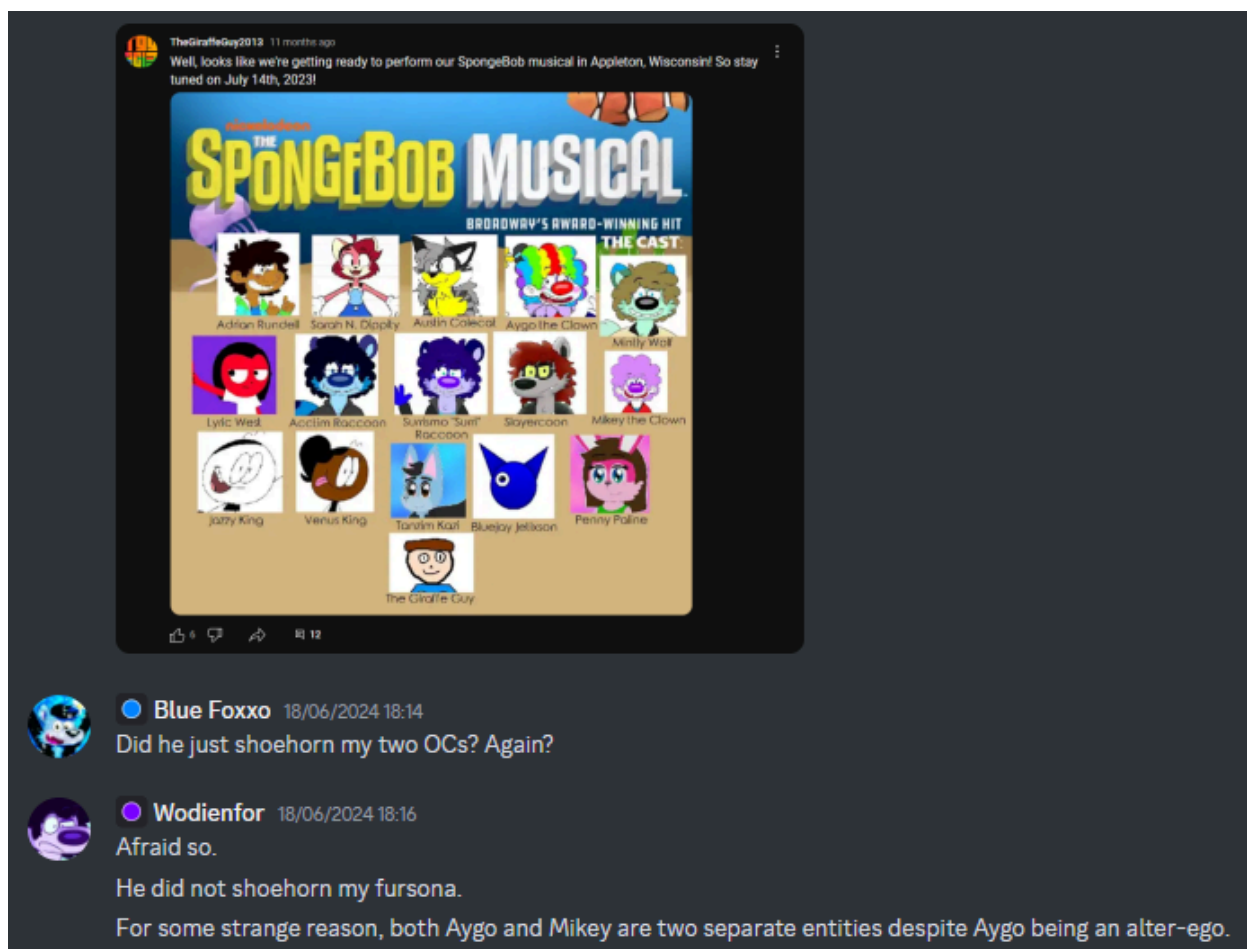 TheGiraffeGuy2013 11 months ago
Well, looks like we're getting ready to perform our SpongeBob musical in Appleton, Wisconsin! So stay
tuned on July 14th, 2023!
nickelodeon
THE
SPONGEBOB MUSICAL
BROADWAY'S AWARD-WINNING HIT
THE CAST:
Adrian Rundell Sarah N. Dippity Austin Calecat Aygo the Clown
Mintly Wolf
Lyric West Acclim Raccoon Surrismo "Surri" Slayercoon Mikey the Clown
Raccoon
Jazzy King Venus King Tanzim Kazi Bluejay Jellxson Penny Paline
The Giraffe Guy
6 12
Blue Foxxo 18/06/2024 18:14
Did he just shoehorn my two OCs? Again?
Wodienfor 18/06/2024 18:16
Afraid so.
He did not shoehorn my fursona.
For some strange reason, both Aygo and Mikey are two separate entities despite Aygo being an alter-ego.